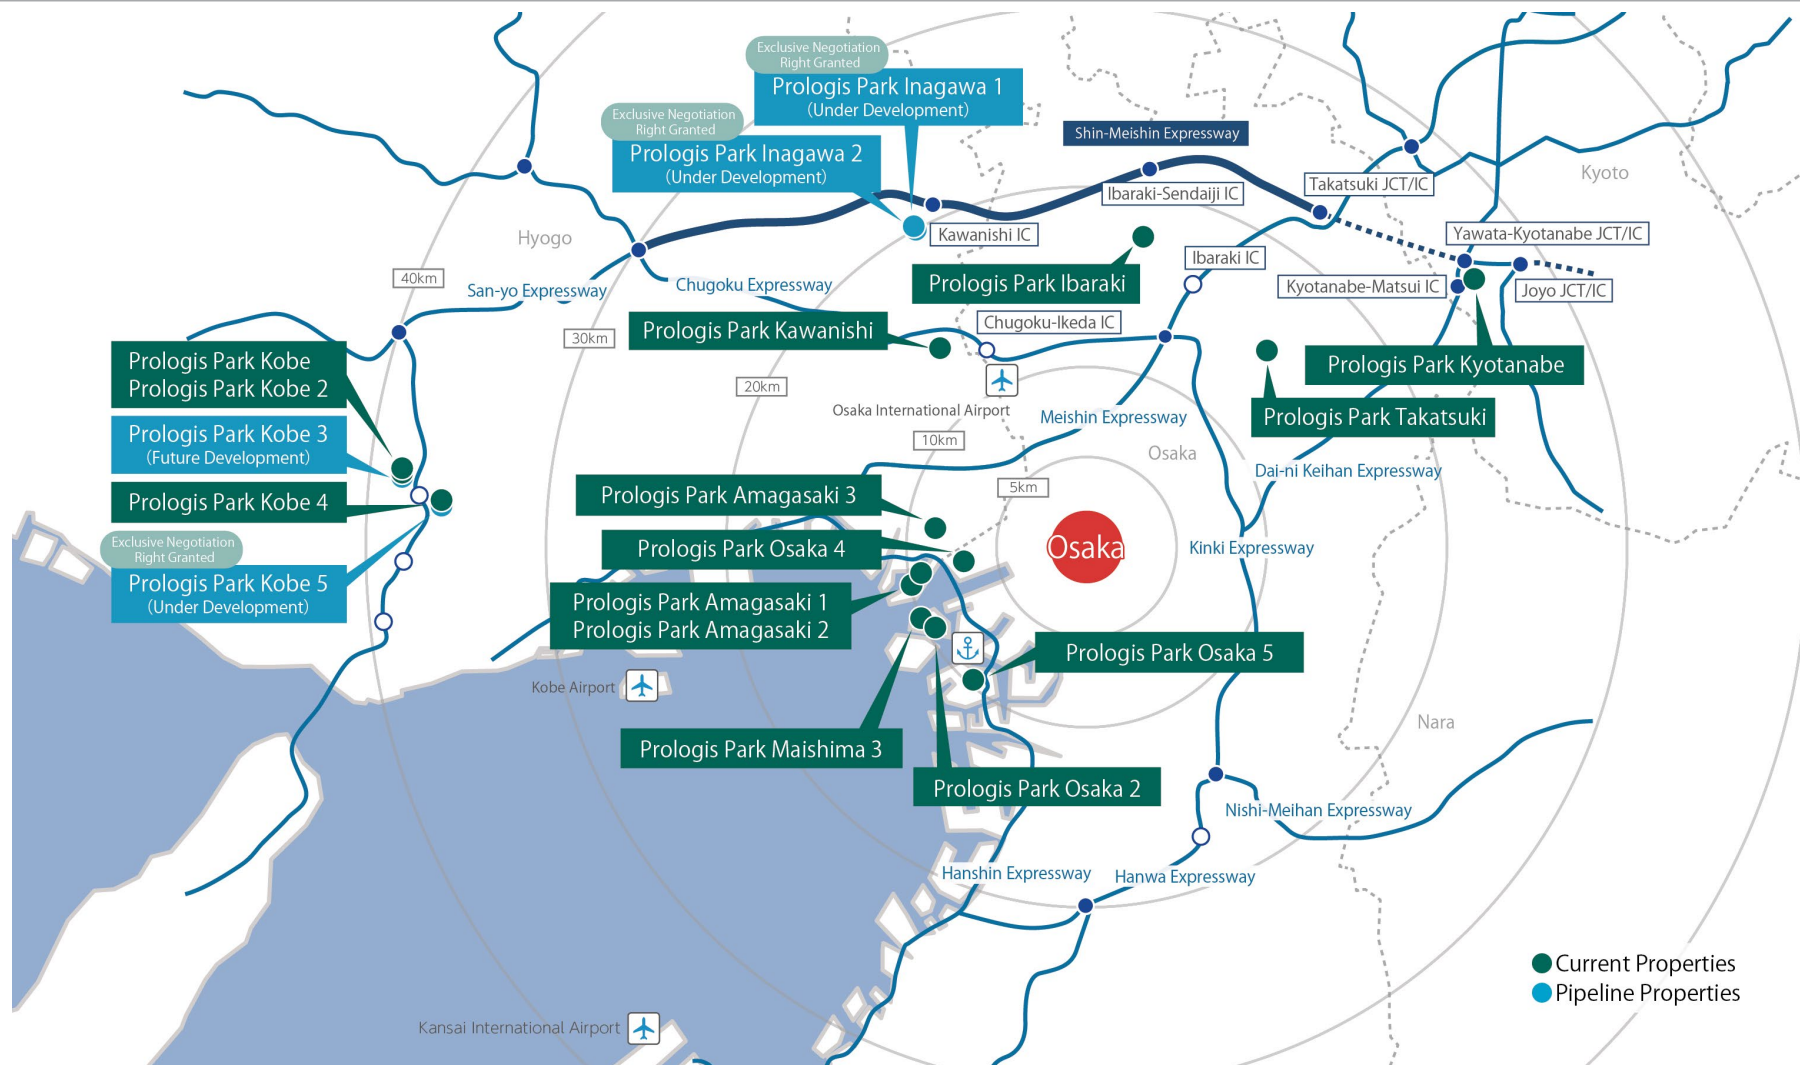 Exclusive Negotiation
Right Granted
Prologis Park Inagawa 1
(Under Development)
Exclusive Negotiation
Right Granted
Prologis Park Inagawa 2
(Under Development)
Shin-Meishin Expressway
Ibaraki-Sendaiji IC
Takatsuki JCT/IC
Kyoto
Hyogo
Kawanishi IC
Yawata-Kyotanabe JCT/IC
40km
San-yo Expressway
Chugoku Expressway
Prologis Park Ibaraki
Ibaraki IC
Kyotanabe-Matsui IC
Joyo JCT/IC
30km
Prologis Park Kawanishi
Chugoku-Ikeda IC
Prologis Park Kobe
Prologis Park Kobe 2
Prologis Park Kyotanabe
20km
Osaka International Airport
Meishin Expressway
Prologis Park Takatsuki
Prologis Park Kobe 3
(Future Development)
10km
Osaka
Dai-ni Keihan Expressway
Prologis Park Kobe 4
Prologis Park Amagasaki 3
5km
Exclusive Negotiation
Right Granted
Prologis Park Kobe 5
(Under Development)
Prologis Park Osaka 4
Osaka
Kinki Expressway
Prologis Park Amagasaki 1
Prologis Park Amagasaki 2
Prologis Park Osaka 5
Kobe Airport
Prologis Park Maishima 3
Prologis Park Osaka 2
Nara
Nishi-Meihan Expressway
Hanshin Expressway
Hanwa Expressway
Kansai International Airport
Current Properties
Pipeline Properties